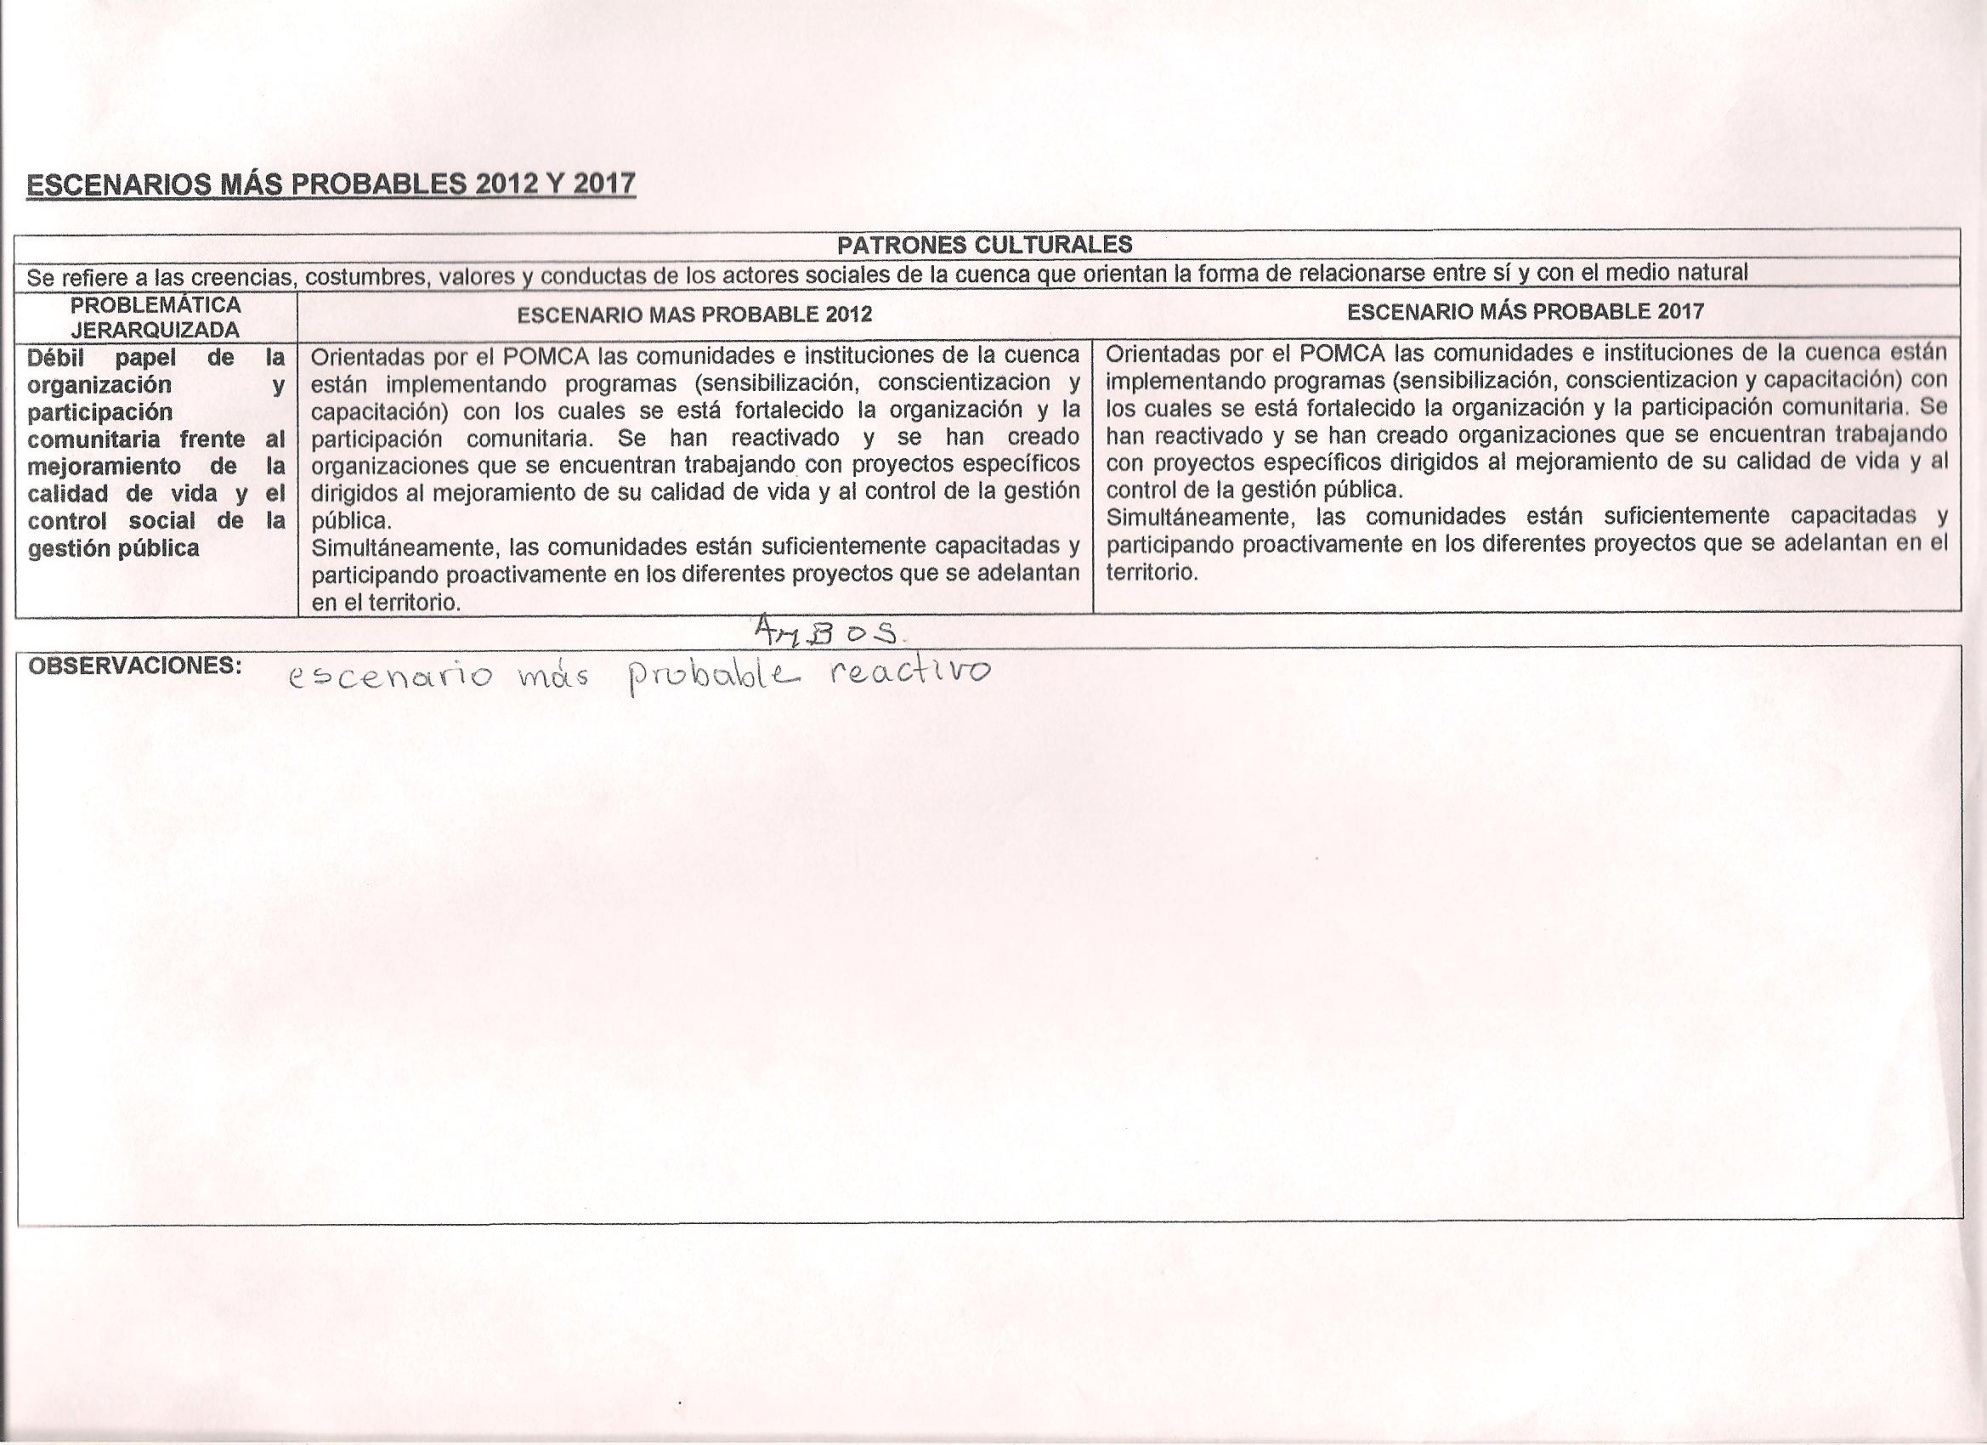 ESCENARIOS MÁS PROBABLES 2012 Y 2017
PATRONES CULTURALES
Se refiere a las creencias, costumbres, valores y conductas de los actores sociales de la cuenca que orientan la forma de relacionarse entre sí y con el medio natural
PROBLEMÁTICA
JERARQUIZADA
ESCENARIO MAS PROBABLE 2012
ESCENARIO MÁS PROBABLE 2017
Débil papel de la
organización y
participación
comunitaria frente al
mejoramiento de la
calidad de vida y el
control social de la
gestión pública
Orientadas por el POMCA las comunidades e instituciones de la cuenca
están implementando programas (sensibilización, conscientizacion y
capacitación) con los cuales se está fortalecido la organización y la
participación comunitaria. Se han reactivado y se han creado
organizaciones que se encuentran trabajando con proyectos específicos
dirigidos al mejoramiento de su calidad de vida y al control de la gestión
pública.
Simultáneamente, las comunidades están suficientemente capacitadas y
participando proactivamente en los diferentes proyectos que se adelantan
en el territorio.
Orientadas por el POMCA las comunidades e instituciones de la cuenca están
implementando programas (sensibilización, conscientizacion y capacitación) con
los cuales se está fortalecido la organización y la participación comunitaria. Se
han reactivado y se han creado organizaciones que se encuentran trabajando
con proyectos específicos dirigidos al mejoramiento de su calidad de vida y al
control de la gestión pública.
Simultáneamente, las comunidades están suficientemente capacitadas y
participando proactivamente en los diferentes proyectos que se adelantan en el
territorio.
AMBOS.
OBSERVACIONES: escenario más probable reactivo